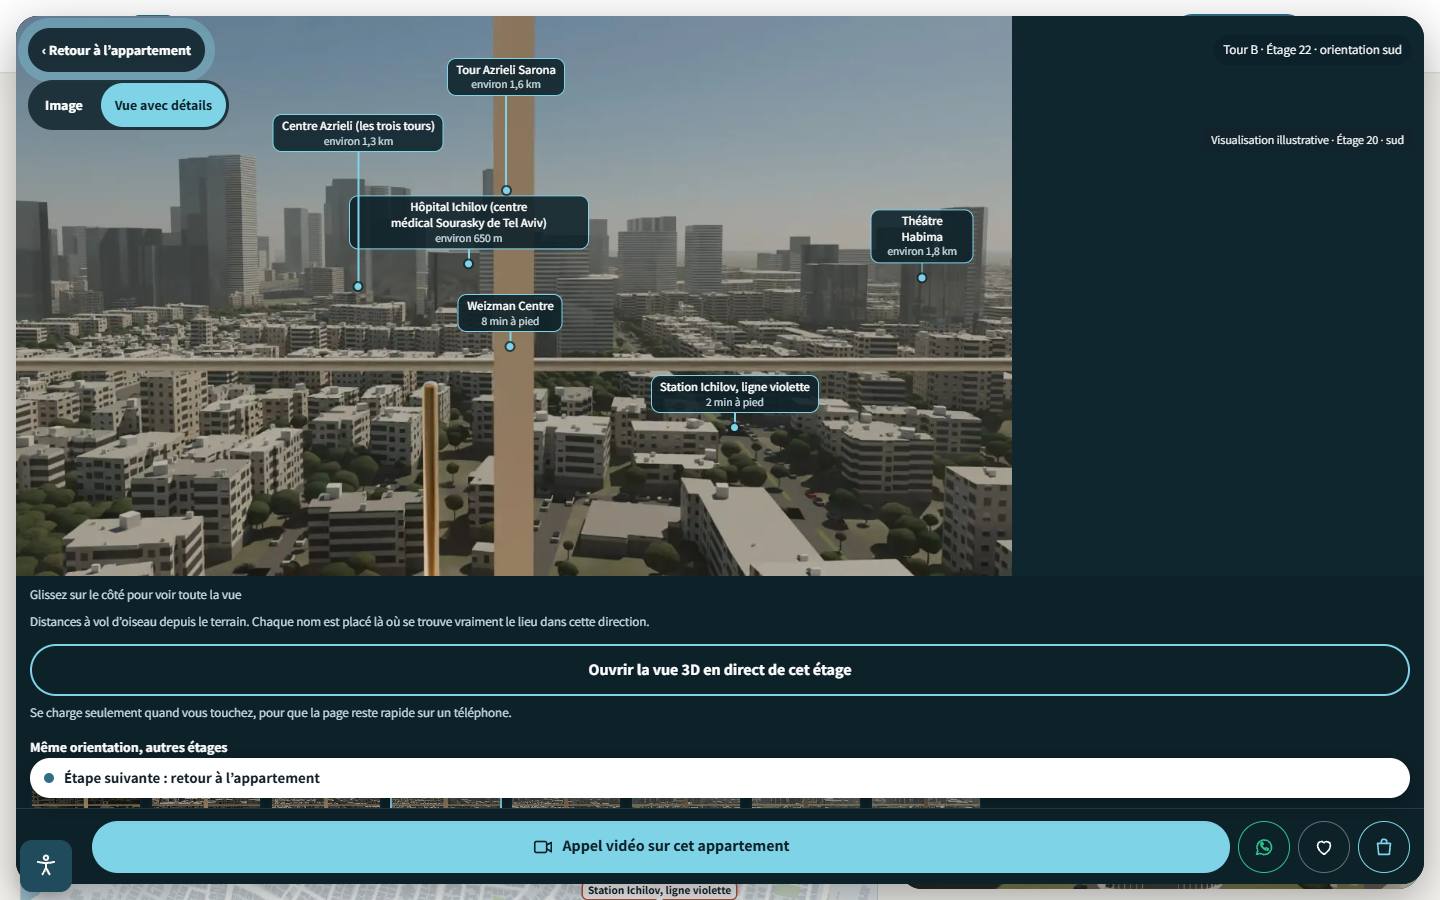 ‹ Retour à l’appartement
Tour B · Étage 22 · orientation sud
Image
Vue avec détails
Tour Azrieli Sarona
environ 1,6 km
Centre Azrieli (les trois tours)
environ 1,3 km
Visualisation illustrative · Étage 20 · sud
Hôpital Ichilov (centre
médical Sourasky de Tel Aviv)
environ 650 m
Théâtre
Habima
environ 1,8 km
Weizman Centre
8 min à pied
Station Ichilov, ligne violette
2 min à pied
Glissez sur le côté pour voir toute la vue
Distances à vol d’oiseau depuis le terrain. Chaque nom est placé là où se trouve vraiment le lieu dans cette direction.
Ouvrir la vue 3D en direct de cet étage
Se charge seulement quand vous touchez, pour que la page reste rapide sur un téléphone.
Même orientation, autres étages
Étape suivante : retour à l’appartement
Appel vidéo sur cet appartement
Station Ichilov, ligne violette